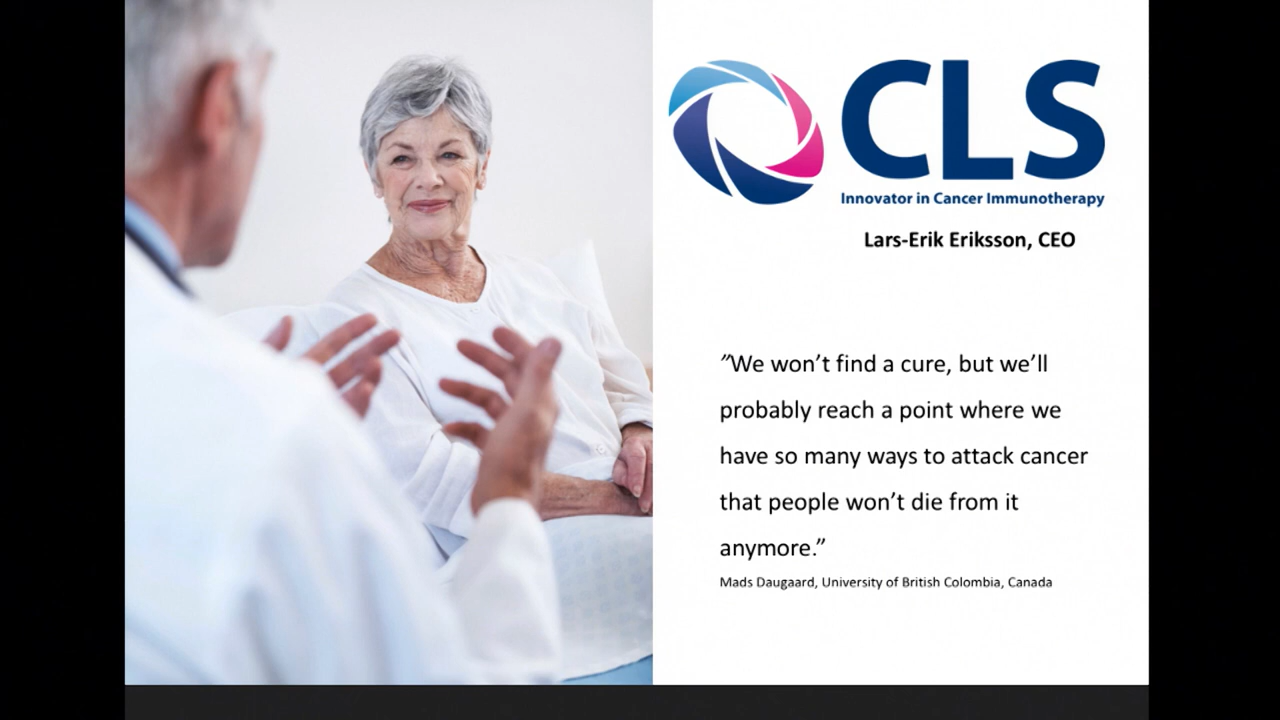 CLS
Innovator in Cancer Immunotherapy
Lars-Erik Eriksson, CEO
”We won’t find a cure, but we’ll
probably reach a point where we
have so many ways to attack cancer
that people won’t die from it
anymore.”
Mads Daugaard, University of British Colombia, Canada